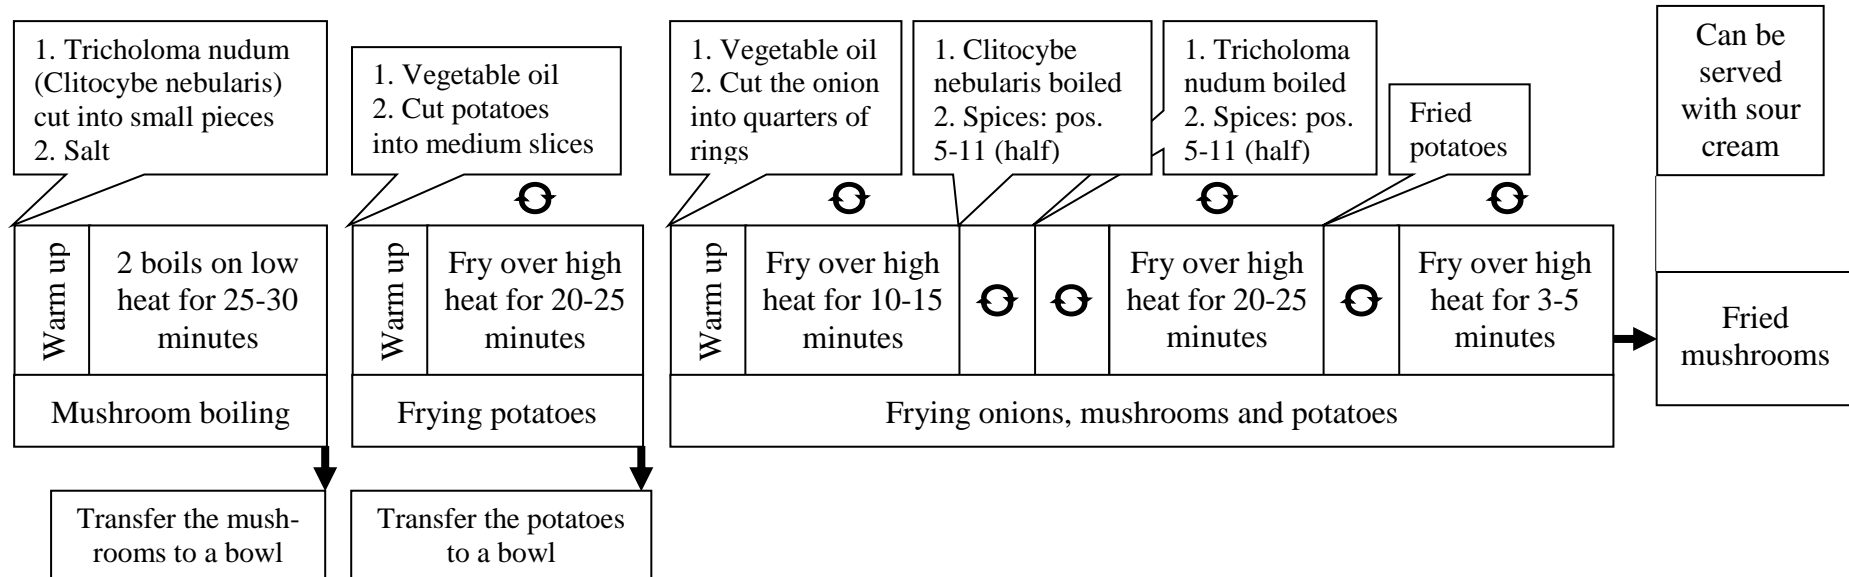 1. Tricholoma nudum
(Clitocybe nebularis)
cut into small pieces
2. Salt
1. Vegetable oil
2. Cut potatoes
into medium slices
1. Vegetable oil
2. Cut the onion
into quarters of
rings
1. Clitocybe
nebularis boiled
2. Spices: pos.
5-11 (half)
1. Tricholoma
nudum boiled
2. Spices: pos.
5-11 (half)
Fried
potatoes
Can be
served
with sour
cream
Warm up
2 boils on low
heat for 25-30
minutes
Warm up
Fry over high
heat for 20-25
minutes
Warm up
Fry over high
heat for 10-15
minutes
Fry over high
heat for 20-25
minutes
Fry over high
heat for 3-5
minutes
Fried
mushrooms
Mushroom boiling
Frying potatoes
Frying onions, mushrooms and potatoes
Transfer the mush-
rooms to a bowl
Transfer the potatoes
to a bowl